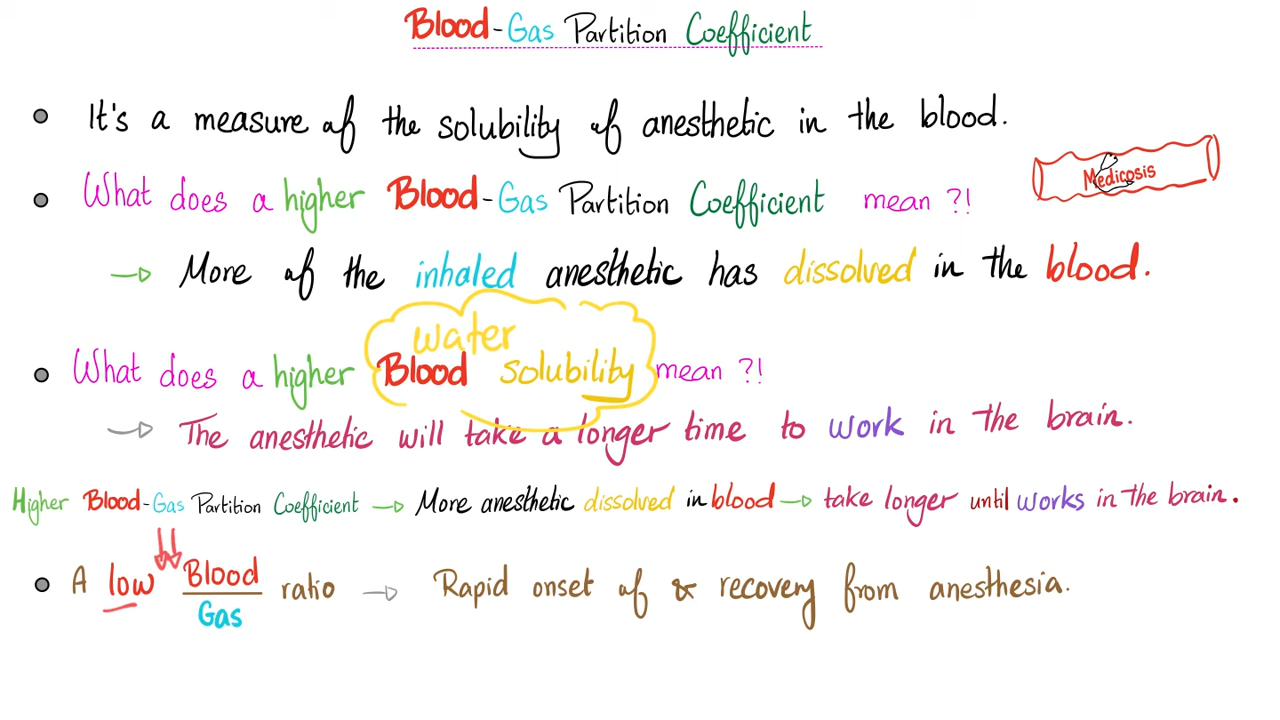 Blood-Gas Partition Coefficient
It's a measure of the solubility of anesthetic in the blood.
Medicosis
What does a higher Blood-Gas Partition Coefficient mean ?!
→ More of the inhaled anesthetic has dissolved in the blood.
water
What does a higher Blood solubility mean ?!
→ The anesthetic will take a longer time to work in the brain.
Higher Blood-Gas Partition Coefficient → More anesthetic dissolved in blood → take longer until works in the brain.
A low Blood ratio → Rapid onset of & recovery from anesthesia.
Gas